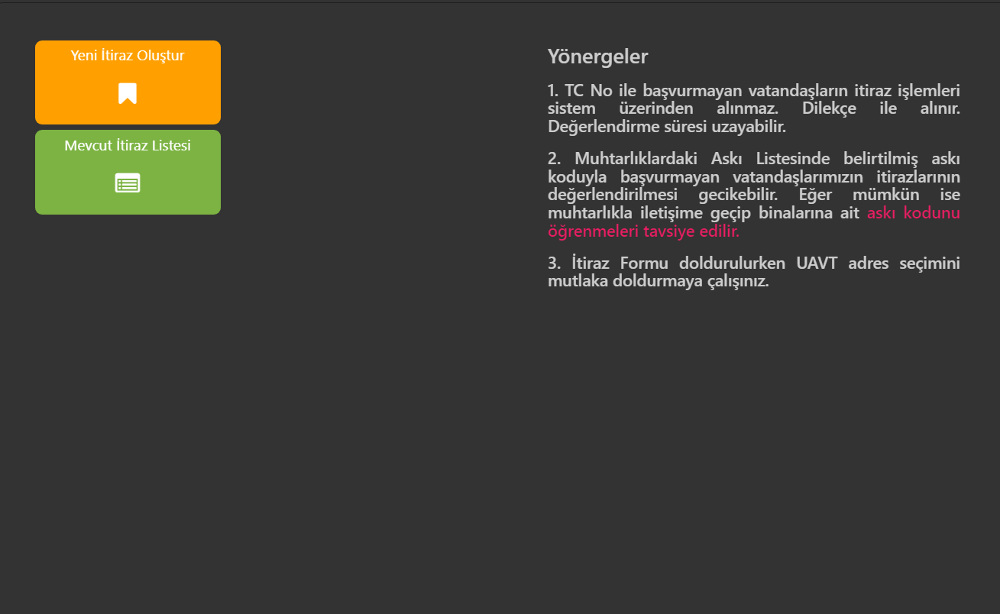 Yeni İtiraz Oluştur
Mevcut İtiraz Listesi
Yönergeler
1. TC No ile başvurmayan vatandaşların itiraz işlemleri
sistem üzerinden alınmaz. Dilekçe ile alınır.
Değerlendirme süresi uzayabilir.
2. Muhtarlıklardaki Askı Listesinde belirtilmiş askı
koduyla başvurmayan vatandaşlarımızın itirazlarının
değerlendirilmesi gecikebilir. Eğer mümkün ise
muhtarlıkla iletişime geçip binalarına ait askı kodunu
öğrenmeleri tavsiye edilir.
3. İtiraz Formu doldurulurken UAVT adres seçimini
mutlaka doldurmaya çalışınız.